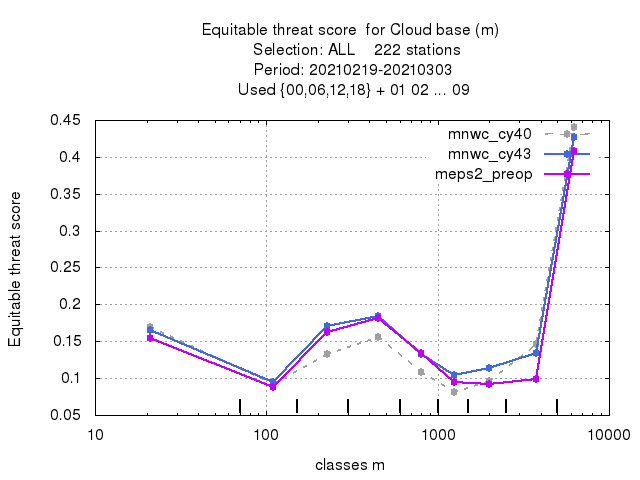 Equitable threat score  for Cloud base (m)
Selection: ALL    222 stations
Period: 20210219-20210303
Used {00,06,12,18} + 01 02 ... 09
mnwc_cy40
mnwc_cy43
meps2_preop
Equitable threat score
0.45
0.4
0.35
0.3
0.25
0.2
0.15
0.1
0.05
10
100
1000
10000
classes m